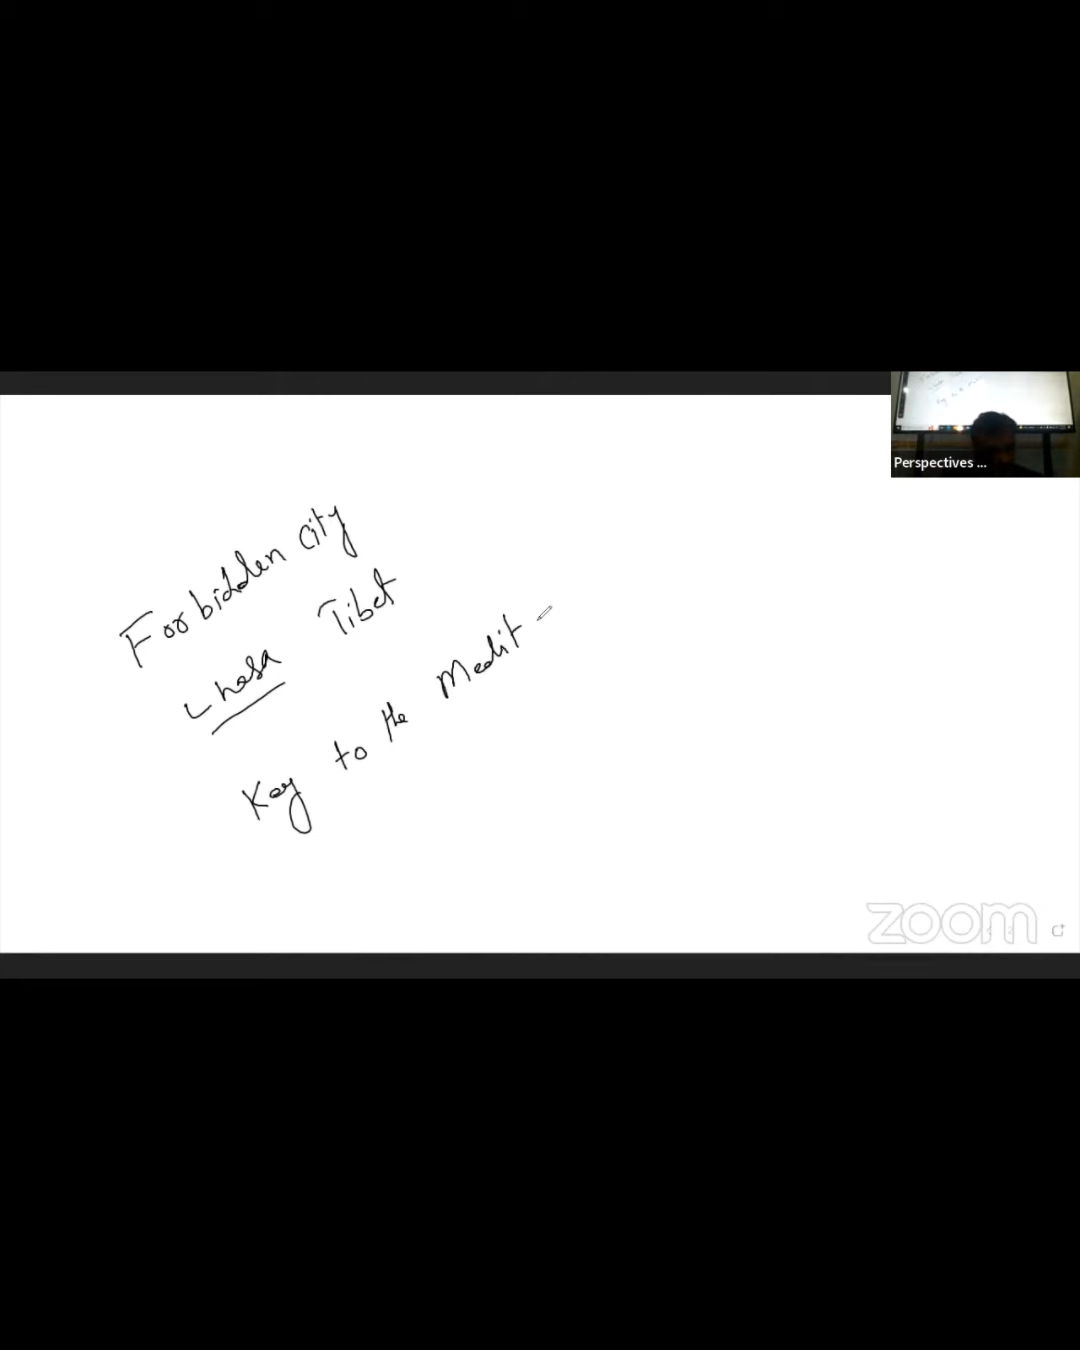 Perspectives ...
Forbidden city
Lhasa Tibet
Key to the Medit -
zoom